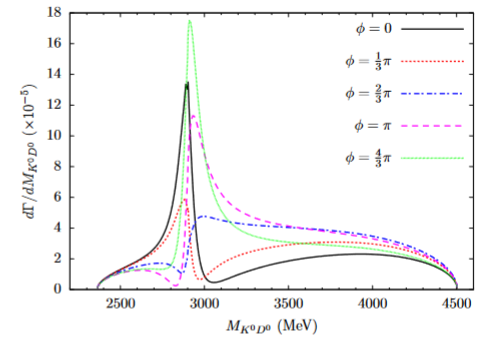 dΓ/dM_{K⁰D⁰} (×10⁻⁵)
18
16
14
12
10
8
6
4
2
0
ϕ = 0
ϕ = 1/3 π
ϕ = 2/3 π
ϕ = π
ϕ = 4/3 π
2500 3000 3500 4000 4500
M_{K⁰D⁰} (MeV)